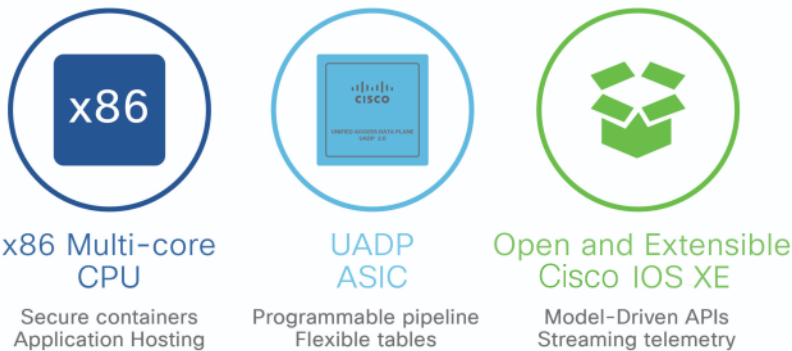 x86
CISCO
UNIFIED ACCESS DATA PLANE
UADP 2.0
x86 Multi-core
CPU
Secure containers
Application Hosting
UADP
ASIC
Programmable pipeline
Flexible tables
Open and Extensible
Cisco IOS XE
Model-Driven APIs
Streaming telemetry